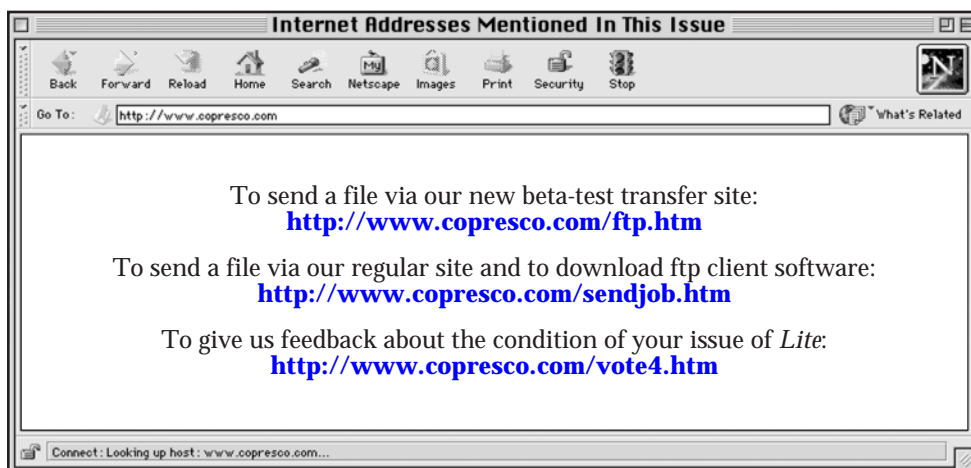 Internet Addresses Mentioned In This Issue
Back Forward Reload Home Search My Netscape Images Print Security Stop N
Go To: http://www.copresco.com What's Related
To send a file via our new beta-test transfer site:
http://www.copresco.com/ftp.htm
To send a file via our regular site and to download ftp client software:
http://www.copresco.com/sendjob.htm
To give us feedback about the condition of your issue of Lite:
http://www.copresco.com/vote4.htm
Connect: Looking up host: www.copresco.com...